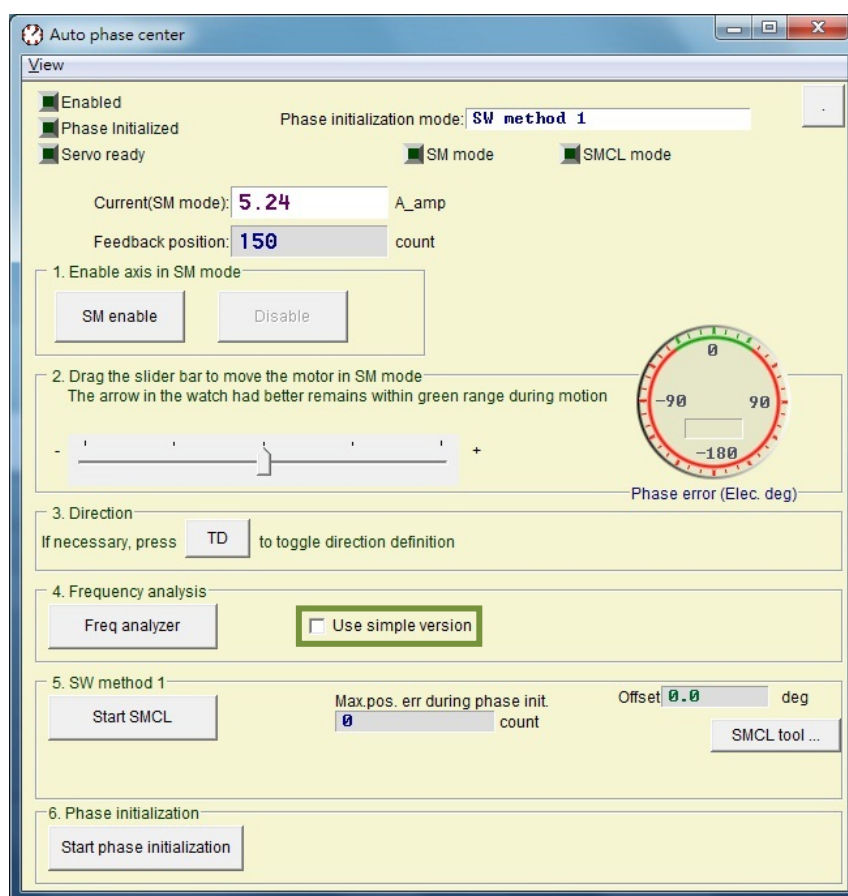 Auto phase center
View
Enabled
Phase Initialized
Servo ready
Phase initialization mode: SW method 1
.
SM mode
SMCL mode
Current(SM mode): 5.24 A_amp
Feedback position: 150 count
1. Enable axis in SM mode
SM enable
Disable
2. Drag the slider bar to move the motor in SM mode
The arrow in the watch had better remains within green range during motion
- +
0
-90 90
-180
Phase error (Elec. deg)
3. Direction
If necessary, press TD to toggle direction definition
4. Frequency analysis
Freq analyzer
Use simple version
5. SW method 1
Start SMCL
Max.pos. err during phase init.
0 count
Offset 0.0 deg
SMCL tool ...
6. Phase initialization
Start phase initialization